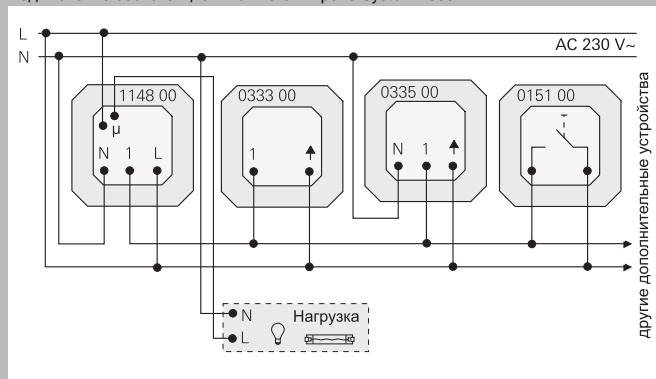 L
N
AC 230 V~
1148 00
0333 00
0335 00
0151 00
µ
N 1 L
1
N 1
другие дополнительные устройства
N Нагрузка
L